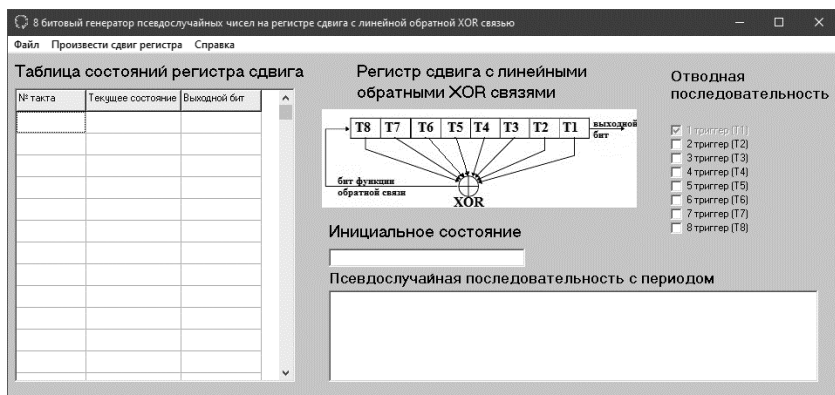 8 битовый генератор псевдослучайных чисел на регистре сдвига с линейной обратной XOR связью
Файл Произвести сдвиг регистра Справка
Таблица состояний регистра сдвига
№ такта Текущее состояние Выходной бит
Регистр сдвига с линейными
обратными XOR связями
T8 T7 T6 T5 T4 T3 T2 T1
выходной
бит
бит функции
обратной связи
XOR
Инициальное состояние
Псевдослучайная последовательность с периодом
Отводная
последовательность
1 триггер (T1)
2 триггер (T2)
3 триггер (T3)
4 триггер (T4)
5 триггер (T5)
6 триггер (T6)
7 триггер (T7)
8 триггер (T8)